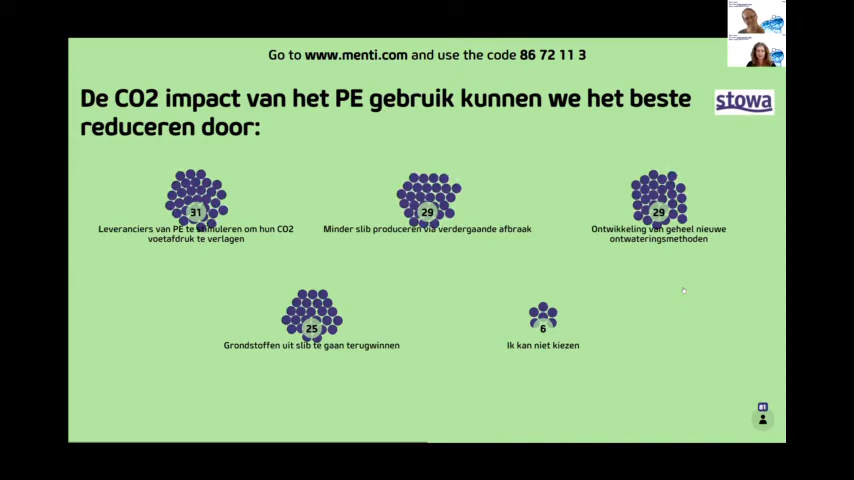 Go to www.menti.com and use the code 86 72 11 3
De CO2 impact van het PE gebruik kunnen we het beste
reduceren door:
stowa
31
Leveranciers van PE te stimuleren om hun CO2
voetafdruk te verlagen
29
Minder slib produceren via verdergaande afbraak
29
Ontwikkeling van geheel nieuwe
ontwateringsmethoden
25
Grondstoffen uit slib te gaan terugwinnen
6
Ik kan niet kiezen
81